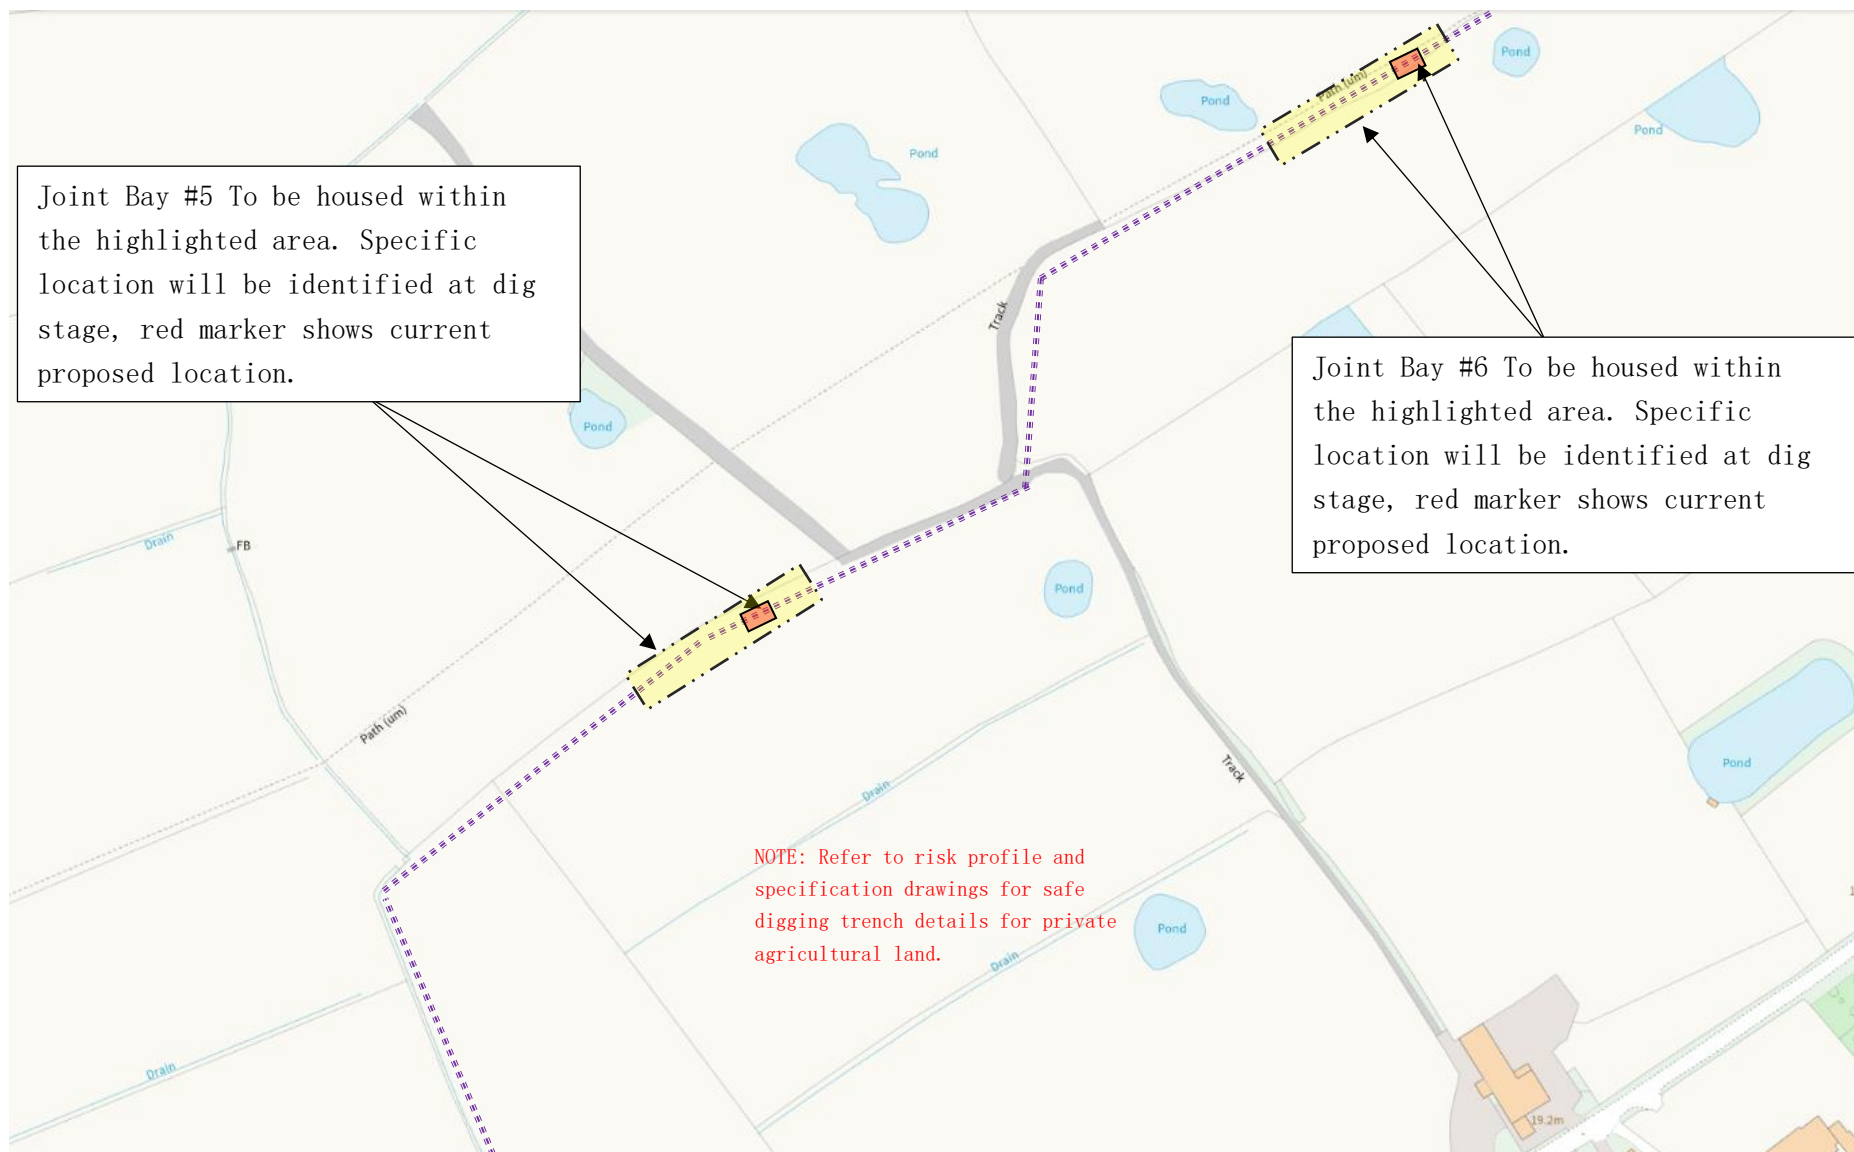 Pond
Path (um)
Pond
Pond
Pond
Joint Bay #5 To be housed within
the highlighted area. Specific
location will be identified at dig
stage, red marker shows current
proposed location.
Track
Joint Bay #6 To be housed within
the highlighted area. Specific
location will be identified at dig
stage, red marker shows current
proposed location.
Pond
Drain
FB
Pond
Path (um)
Track
Pond
Drain
NOTE: Refer to risk profile and
specification drawings for safe
digging trench details for private
agricultural land.
Pond
Drain
Drain
19.2m